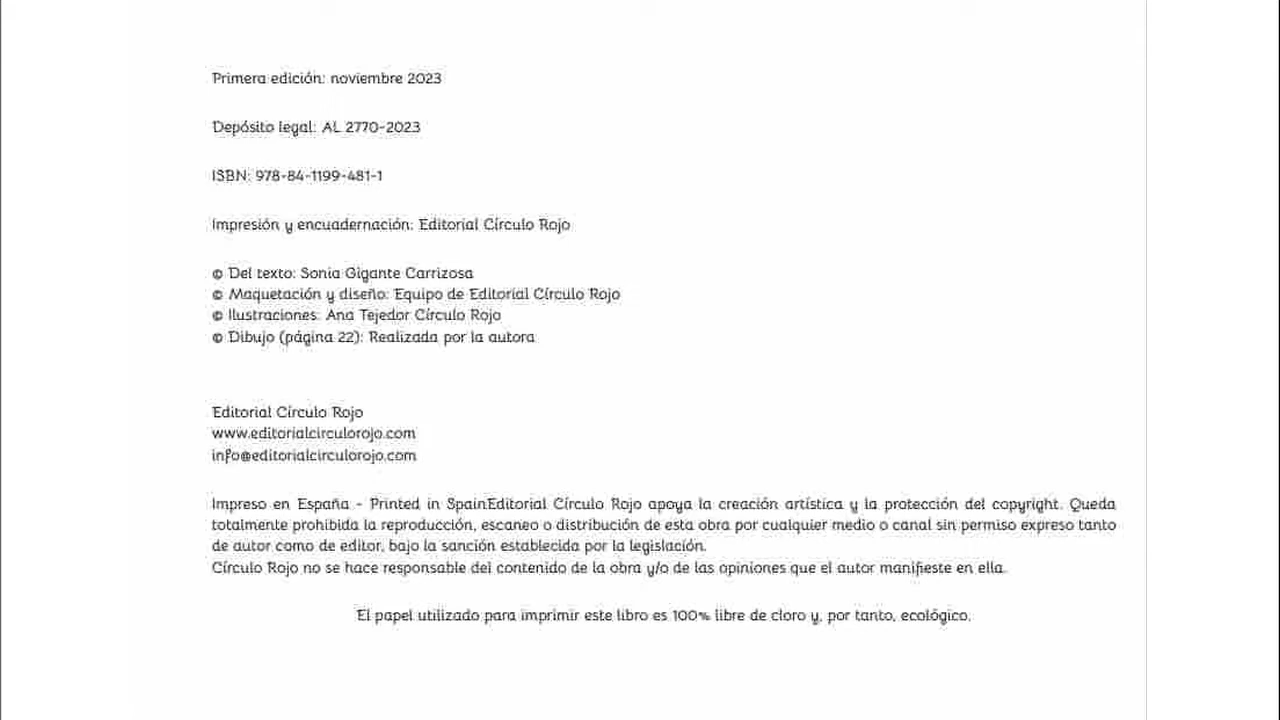 Primera edición: noviembre 2023
Depósito legal: AL 2770-2023
ISBN: 978-84-1199-481-1
Impresión y encuadernación: Editorial Círculo Rojo
© Del texto: Sonia Gigante Carrizosa
© Maquetación y diseño: Equipo de Editorial Círculo Rojo
© Ilustraciones: Ana Tejedor Círculo Rojo
© Dibujo (página 22): Realizada por la autora
Editorial Círculo Rojo
www.editorialcirculorojo.com
info@editorialcirculorojo.com
Impreso en España - Printed in SpainEditorial Círculo Rojo apoya la creación artística y la protección del copyright. Queda
totalmente prohibida la reproducción, escaneo o distribución de esta obra por cualquier medio o canal sin permiso expreso tanto
de autor como de editor, bajo la sanción establecida por la legislación.
Círculo Rojo no se hace responsable del contenido de la obra y/o de las opiniones que el autor manifieste en ella.
El papel utilizado para imprimir este libro es 100% libre de cloro y, por tanto, ecológico.